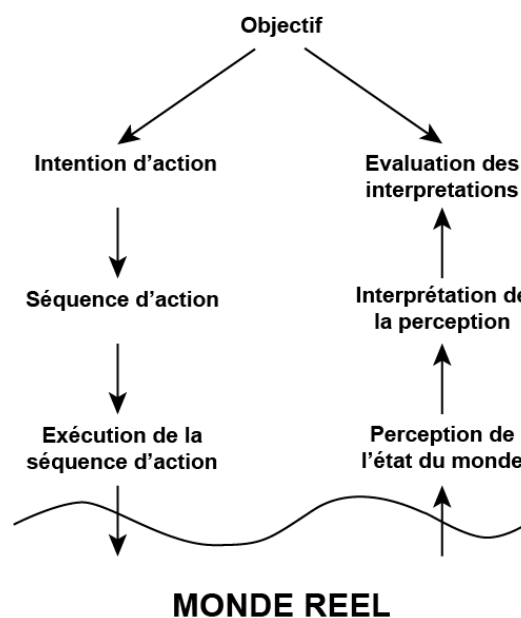 Objectif
Intention d'action
Evaluation des
interpretations
Séquence d'action
Interprétation de
la perception
Exécution de la
séquence d'action
Perception de
l'état du monde
MONDE REEL